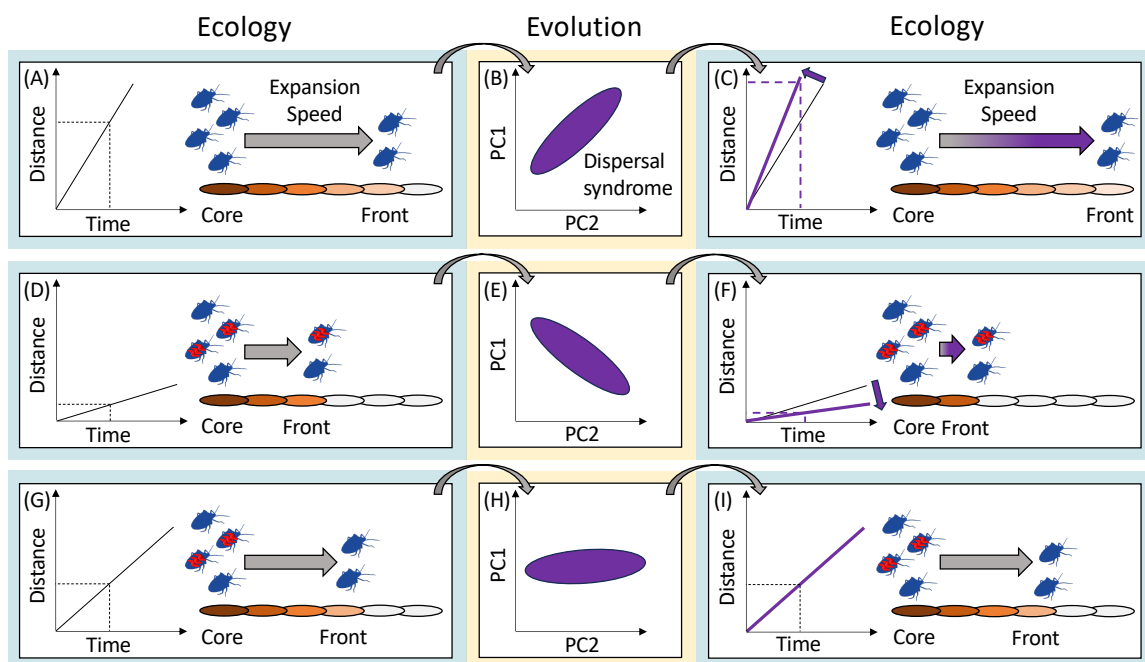 Ecology
Evolution
Ecology
(A)
Distance
Time
Expansion
Speed
Core
Front
(B)
PC1
Dispersal
syndrome
PC2
(C)
Distance
Time
Expansion
Speed
Core
Front
(D)
Distance
Time
Core
Front
(E)
PC1
PC2
(F)
Distance
Time
Core
Front
(G)
Distance
Time
Core
Front
(H)
PC1
PC2
(I)
Distance
Time
Core
Front